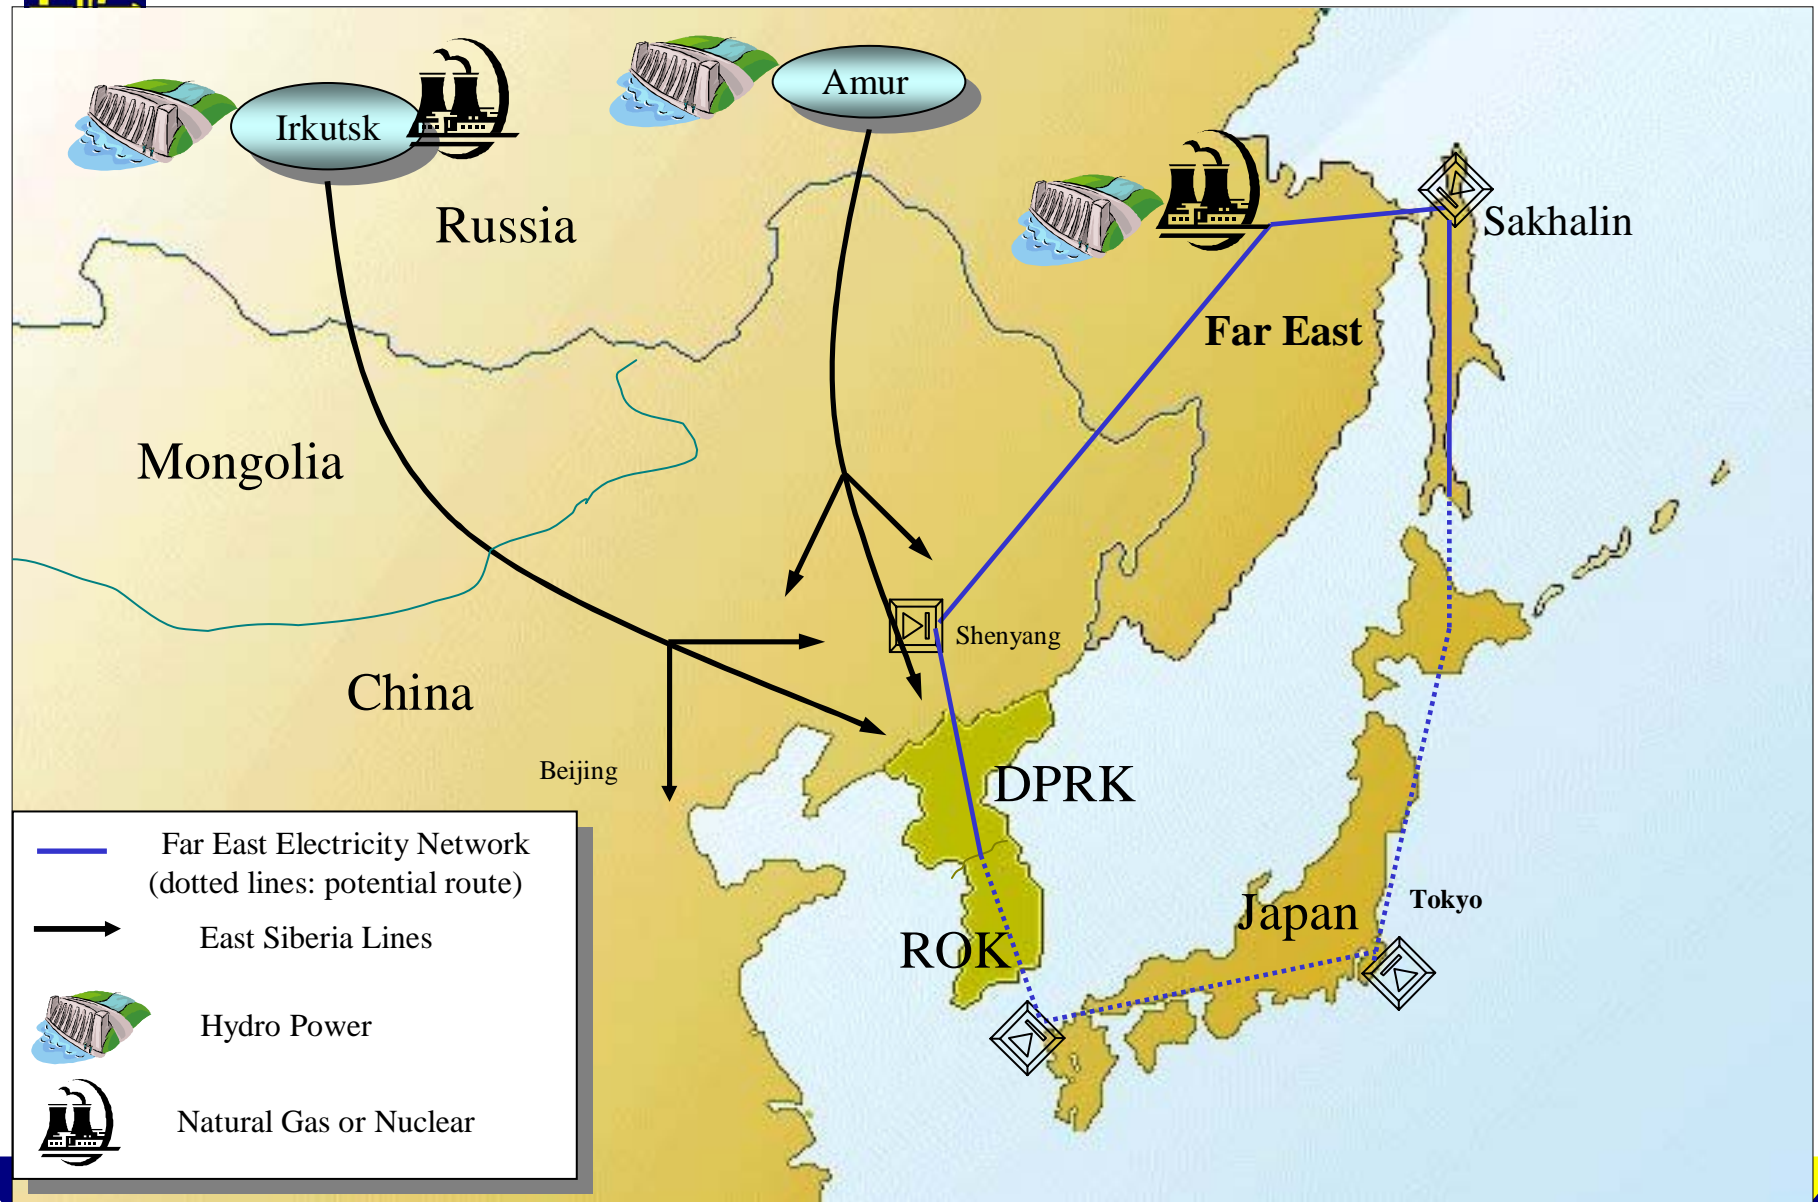 Irkutsk
Amur
Russia
Sakhalin
Far East
Mongolia
Shenyang
China
Beijing
DPRK
Japan
Tokyo
ROK
Far East Electricity Network
(dotted lines: potential route)
East Siberia Lines
Hydro Power
Natural Gas or Nuclear